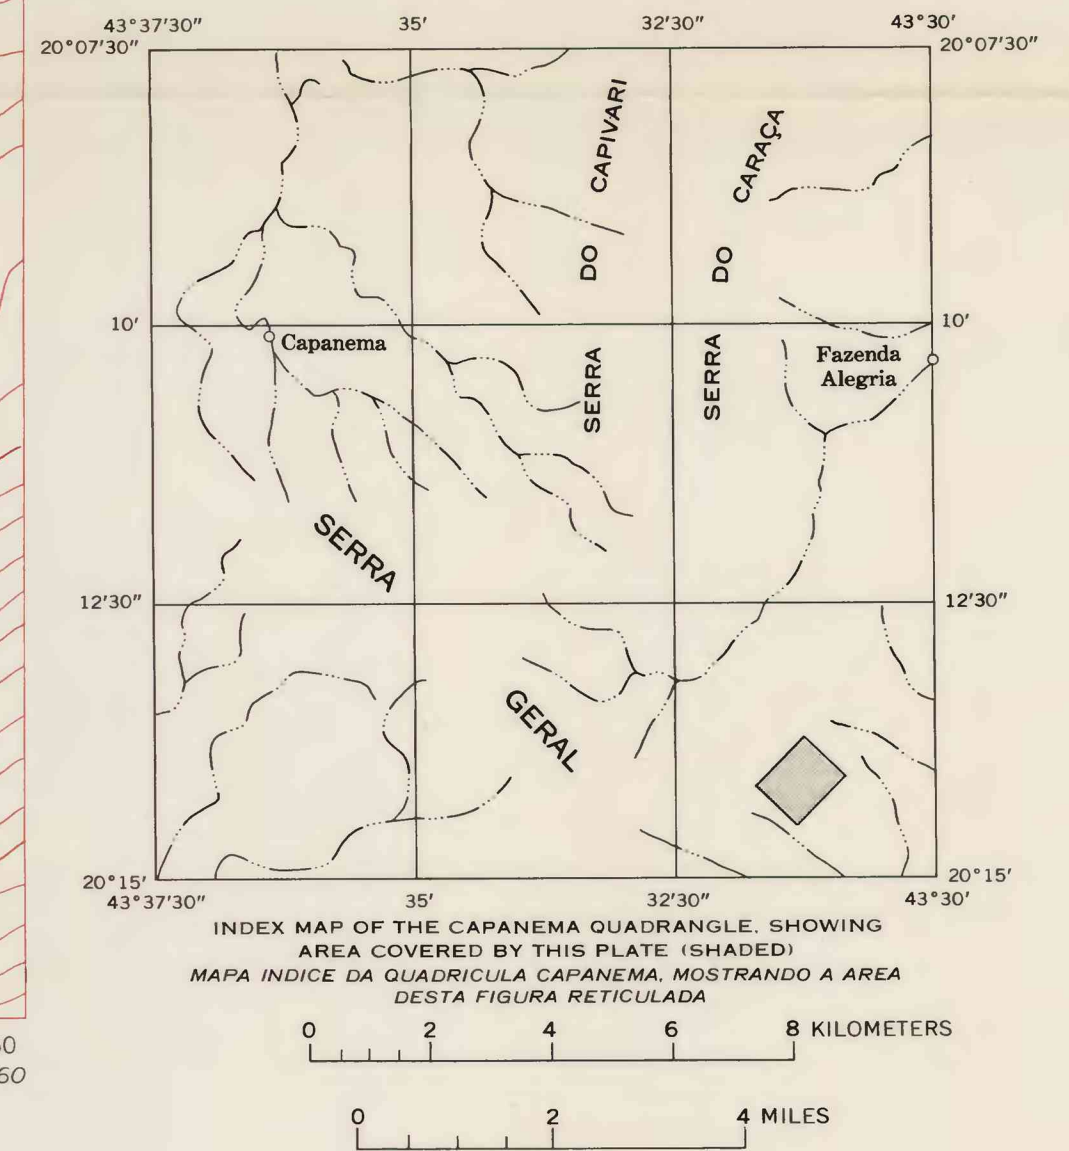 43°37′30″ 35′ 32′30″ 43°30′
20°07′30″ 20°07′30″
CAPIVARI
CARAÇA
DO
DO
10′ 10′
Capanema
SERRA
SERRA
Fazenda
Alegria
SERRA
12′30″ 12′30″
GERAL
20°15′ 20°15′
43°37′30″ 35′ 32′30″ 43°30′
INDEX MAP OF THE CAPANEMA QUADRANGLE, SHOWING
AREA COVERED BY THIS PLATE (SHADED)
MAPA INDICE DA QUADRICULA CAPANEMA, MOSTRANDO A AREA
DESTA FIGURA RETICULADA
0 2 4 6 8 KILOMETERS
60
0 2 4 MILES